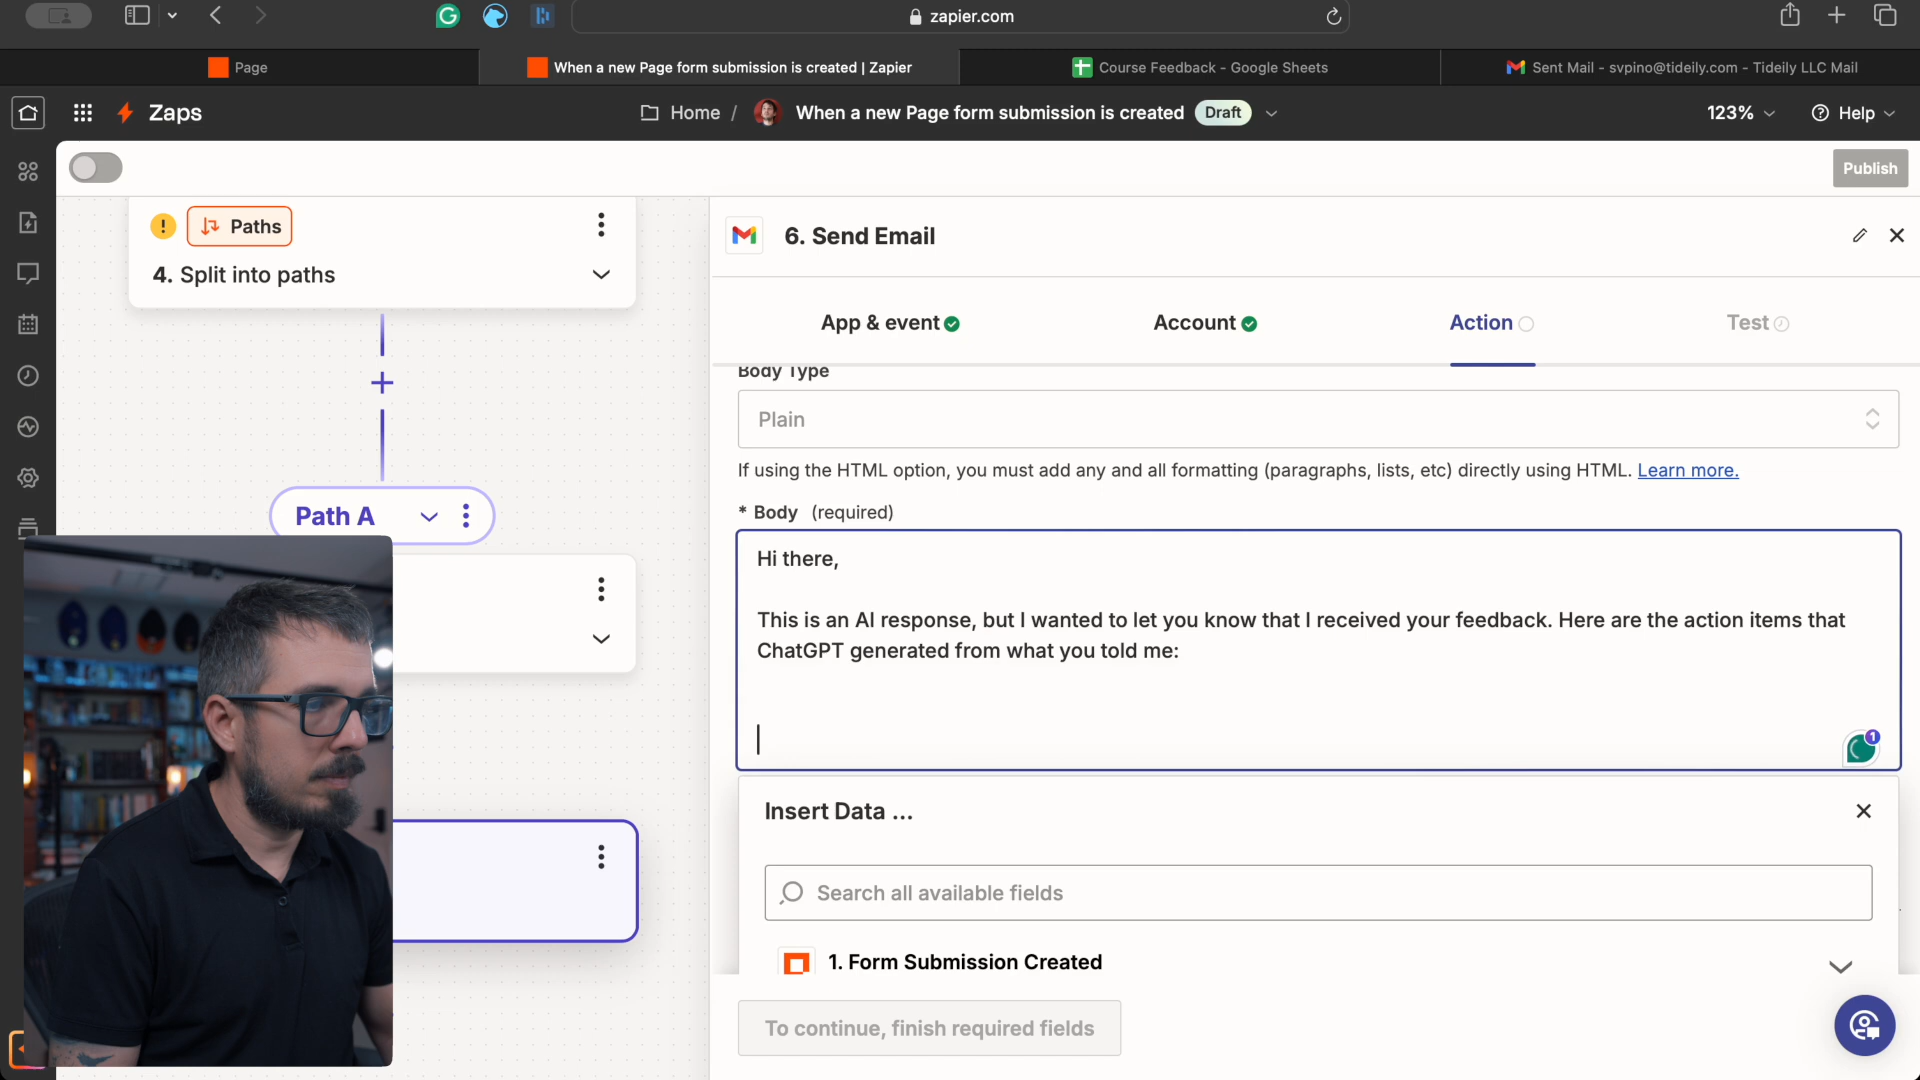 zapier.com
Page
When a new Page form submission is created | Zapier
Course Feedback - Google Sheets
Sent Mail - svpino@tideily.com - Tideily LLC Mail
Zaps
Home / When a new Page form submission is created Draft
123%
Help
Publish
Paths
4. Split into paths
Path A
6. Send Email
App & event
Account
Action
Test
Body Type
Plain
If using the HTML option, you must add any and all formatting (paragraphs, lists, etc) directly using HTML. Learn more.
* Body (required)
Hi there,
This is an AI response, but I wanted to let you know that I received your feedback. Here are the action items that
ChatGPT generated from what you told me:
1
Insert Data ...
Search all available fields
1. Form Submission Created
To continue, finish required fields